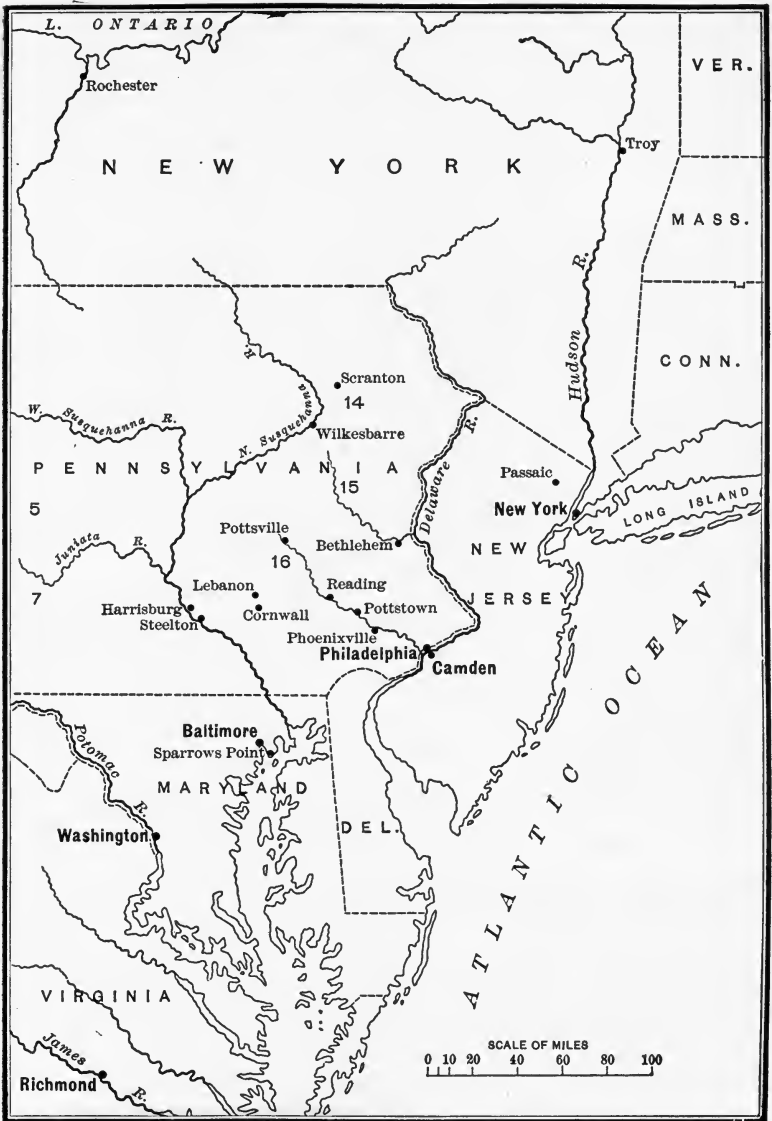 L. ONTARIO
VER.
Rochester
Troy
NEW YORK
MASS.
Hudson R.
CONN.
R.
Scranton
14
W. Susquehanna R.
N. Susquehanna
Wilkesbarre
R.
PENNSYLVANIA
15
Delaware
Passaic
5
New York
LONG ISLAND
Pottsville
Bethlehem
NEW
JERSEY
Juniata R.
16
7
Lebanon
Reading
Harrisburg
Cornwall
Pottstown
Steelton
Phoenixville
Philadelphia
Camden
ATLANTIC OCEAN
Potomac R.
Baltimore
Sparrows Point
MARYLAND
DEL.
Washington
VIRGINIA
James R.
Richmond
SCALE OF MILES
0 10 20 40 60 80 100